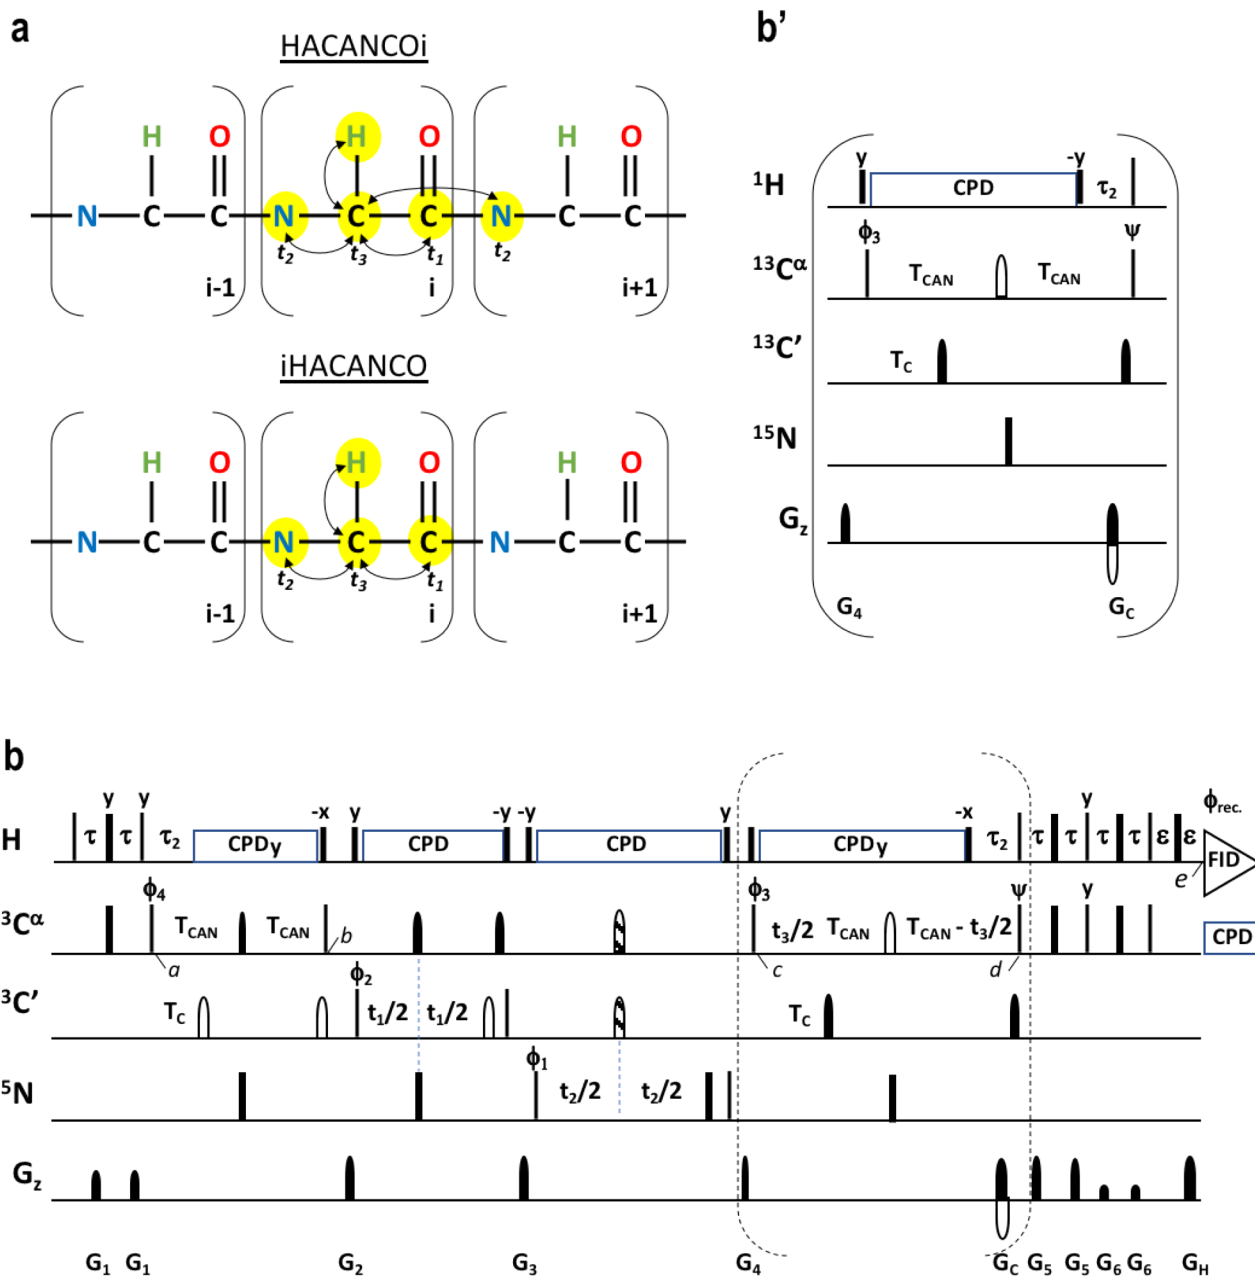 a
HACANCOi
H O H O H O
N C C N C C N C C
t2 t3 t1 t2
i-1 i i+1
iHACANCO
H O H O H O
N C C N C C N C C
t2 t3 t1
i-1 i i+1
b’
y -y
¹H CPD τ2
ϕ3 ψ
¹³Cα TCAN TCAN
¹³C’ TC
¹⁵N
Gz
G4 GC
b
y y -x y -y -y y -x y ϕrec.
H τ τ τ2 CPDy CPD CPD CPDy τ2 τ τ τ τ ε ε FID
e
ϕ4 ϕ3 ψ y
³Cα TCAN TCAN t3/2 TCAN TCAN - t3/2 CPD
a b c d
ϕ2
³C’ TC t1/2 t1/2 TC
ϕ1
⁵N t2/2 t2/2
Gz
G1 G1 G2 G3 G4 GC G5 G5 G6 G6 GH